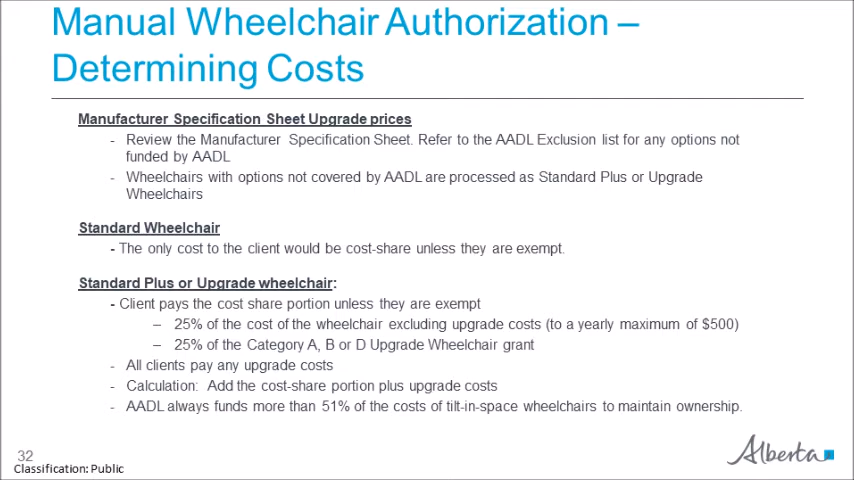 Manual Wheelchair Authorization –
Determining Costs
Manufacturer Specification Sheet Upgrade prices
- Review the Manufacturer Specification Sheet. Refer to the AADL Exclusion list for any options not
funded by AADL
- Wheelchairs with options not covered by AADL are processed as Standard Plus or Upgrade
Wheelchairs
Standard Wheelchair
- The only cost to the client would be cost-share unless they are exempt.
Standard Plus or Upgrade wheelchair:
- Client pays the cost share portion unless they are exempt
– 25% of the cost of the wheelchair excluding upgrade costs (to a yearly maximum of $500)
– 25% of the Category A, B or D Upgrade Wheelchair grant
- All clients pay any upgrade costs
- Calculation: Add the cost-share portion plus upgrade costs
- AADL always funds more than 51% of the costs of tilt-in-space wheelchairs to maintain ownership.
32
Classification: Public
Alberta